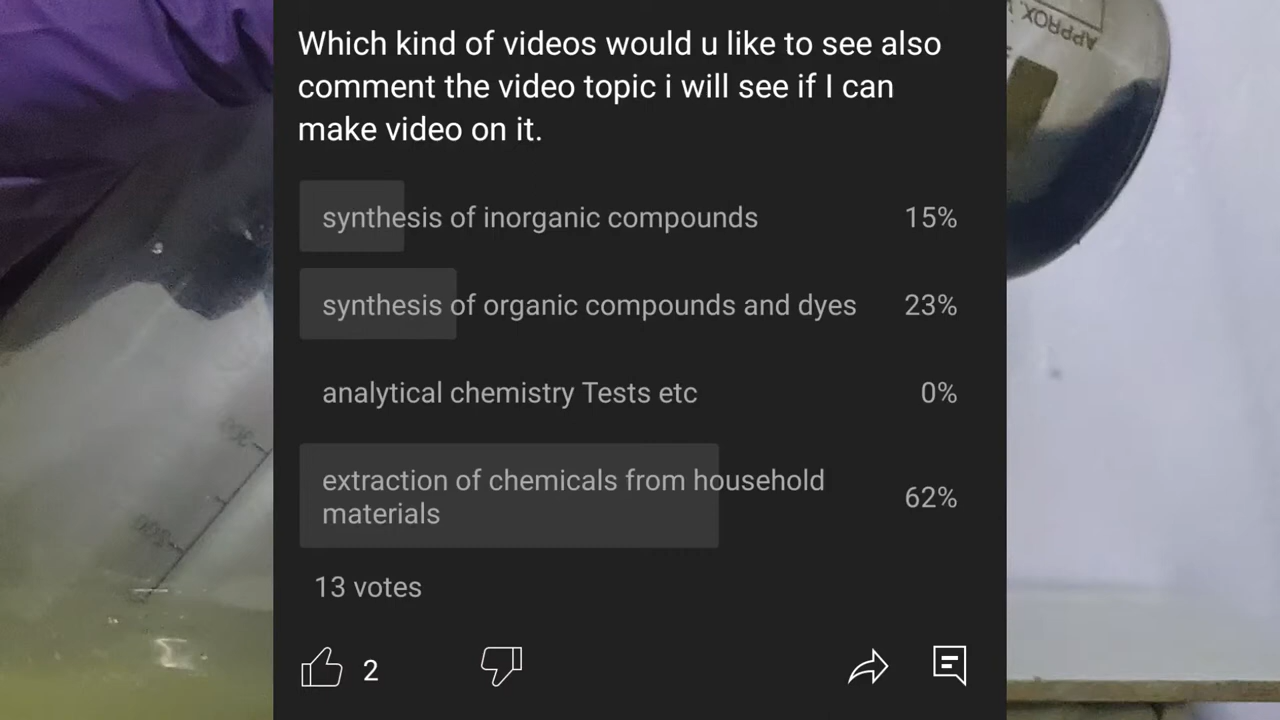 Which kind of videos would u like to see also
comment the video topic i will see if I can
make video on it.
synthesis of inorganic compounds 15%
synthesis of organic compounds and dyes 23%
analytical chemistry Tests etc 0%
extraction of chemicals from household
materials 62%
13 votes
2
APPROX.